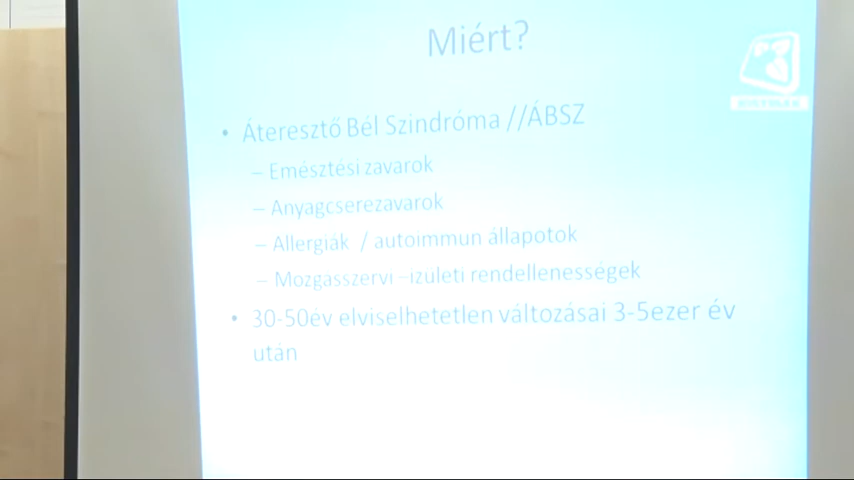 Miért?
• Áteresztő Bél Szindróma //ÁBSZ
– Emésztési zavarok
– Anyagcserezavarok
– Allergiák / autoimmun állapotok
– Mozgasszervi –izületi rendellenességek
• 30-50év elviselhetetlen változásai 3-5ezer év
után